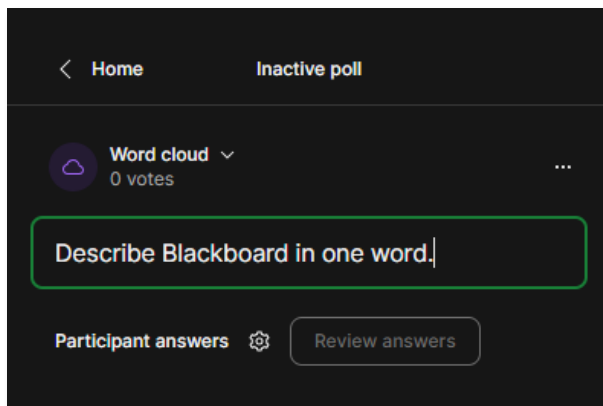 Home
Inactive poll
Word cloud
0 votes
Describe Blackboard in one word.
Participant answers
Review answers